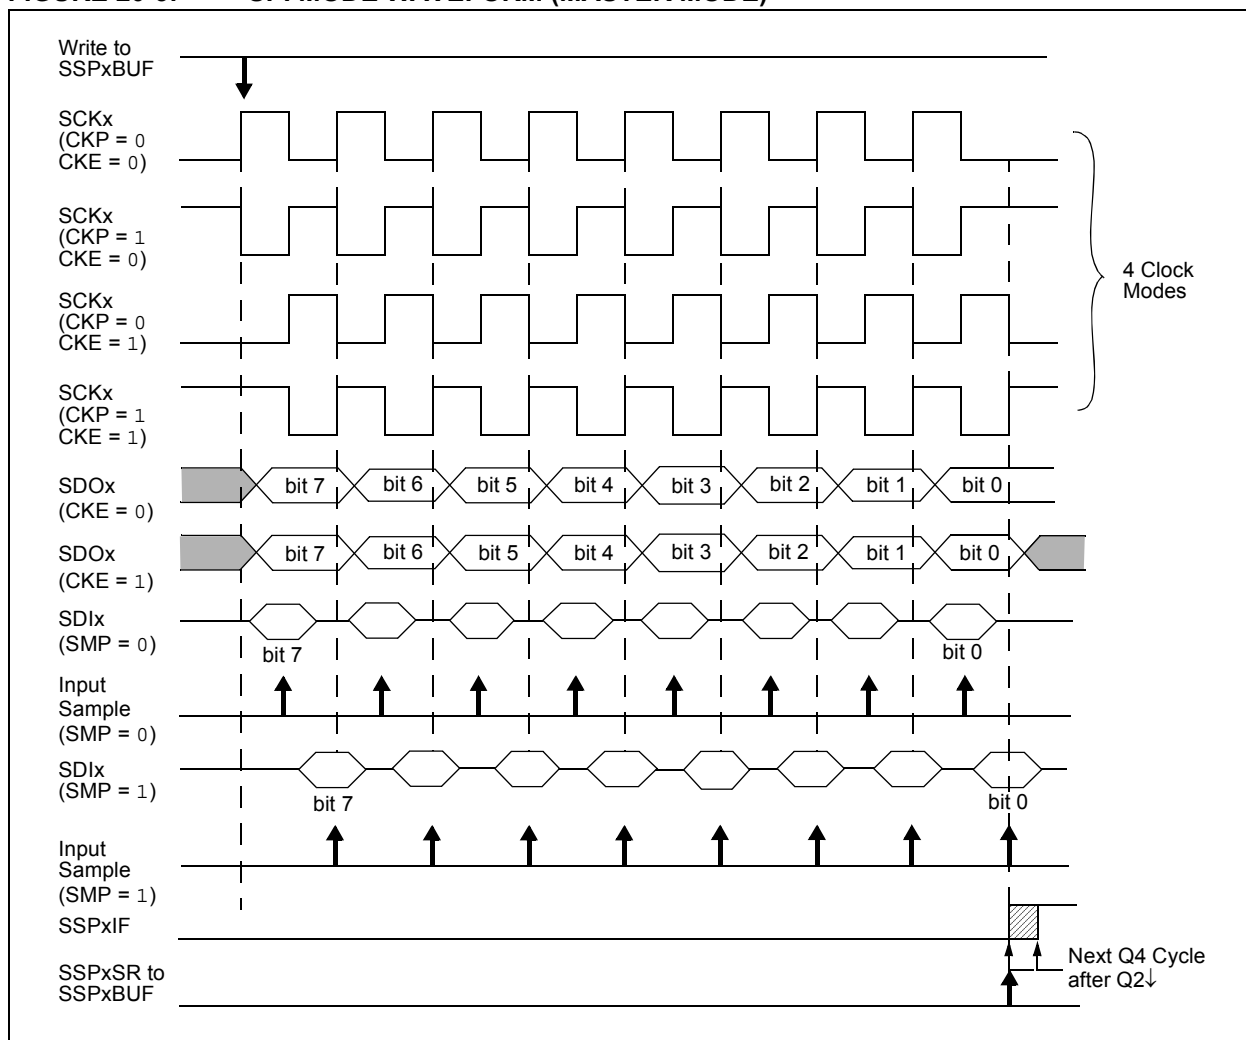 Write to
SSPxBUF
SCKx
(CKP = 0
CKE = 0)
SCKx
(CKP = 1
CKE = 0)
4 Clock
Modes
SCKx
(CKP = 0
CKE = 1)
SCKx
(CKP = 1
CKE = 1)
SDOx
(CKE = 0)
bit 7 bit 6 bit 5 bit 4 bit 3 bit 2 bit 1 bit 0
SDOx
(CKE = 1)
bit 7 bit 6 bit 5 bit 4 bit 3 bit 2 bit 1 bit 0
SDIx
(SMP = 0)
bit 7 bit 0
Input
Sample
(SMP = 0)
SDIx
(SMP = 1)
bit 7 bit 0
Input
Sample
(SMP = 1)
SSPxIF
Next Q4 Cycle
after Q2↓
SSPxSR to
SSPxBUF